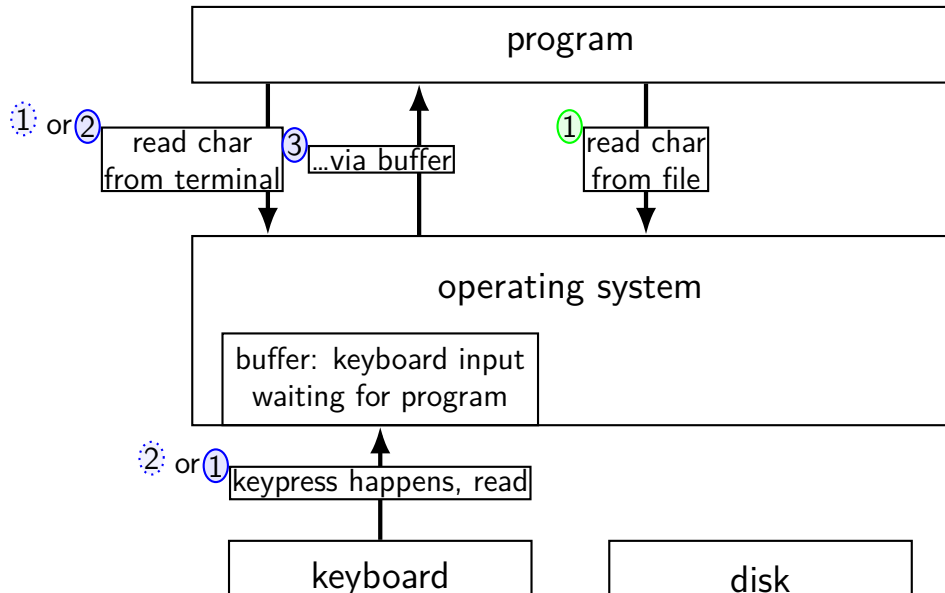 program
1 or 2
read char
from terminal
3
...via buffer
1
read char
from file
operating system
buffer: keyboard input
waiting for program
2 or 1
keypress happens, read
keyboard
disk